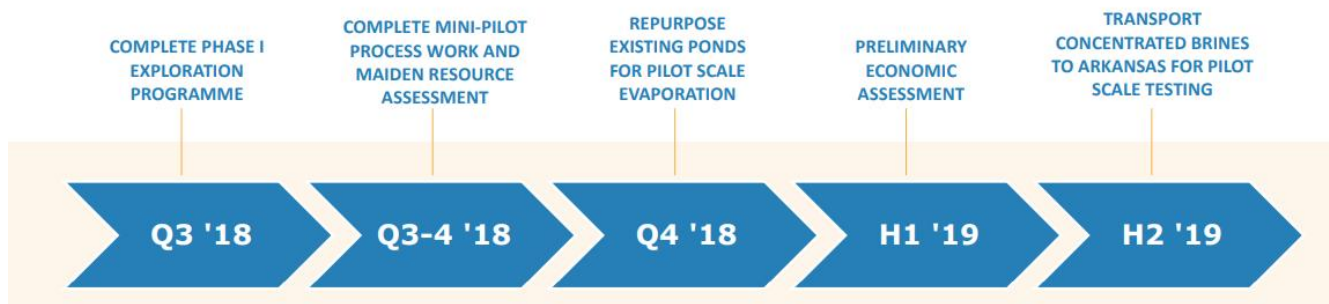 COMPLETE PHASE I
EXPLORATION
PROGRAMME
COMPLETE MINI-PILOT
PROCESS WORK AND
MAIDEN RESOURCE
ASSESSMENT
REPURPOSE
EXISTING PONDS
FOR PILOT SCALE
EVAPORATION
PRELIMINARY
ECONOMIC
ASSESSMENT
TRANSPORT
CONCENTRATED BRINES
TO ARKANSAS FOR PILOT
SCALE TESTING
Q3 '18
Q3-4 '18
Q4 '18
H1 '19
H2 '19